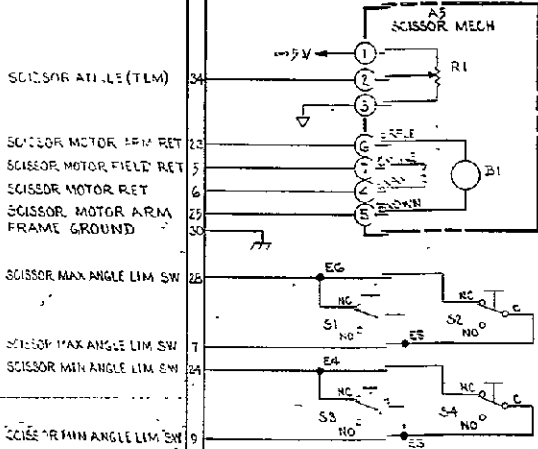 A5
SCISSOR MECH
1
2
R1
3
SCISSOR ANGLE (TLM) 34
SCISSOR MOTOR ARM RET 6
SCISSOR MOTOR FIELD RET 5
SCISSOR MOTOR RET 6 4
B1
SCISSOR MOTOR ARM 25 5 BROWN
FRAME GROUND 30
SCISSOR MAX ANGLE LIM SW 28 E6
NC NC C
S1 S2
NO NO
SCISSOR MAX ANGLE LIM SW 7 E5
SCISSOR MIN ANGLE LIM SW 24 E4
NC NC C
S3 S4
NO NO
SCISSOR MIN ANGLE LIM SW 9